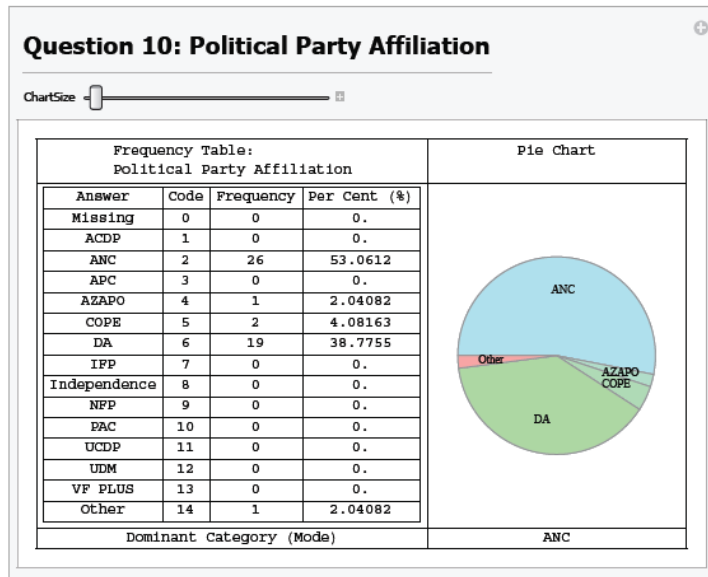 Question 10: Political Party Affiliation
ChartSize
Frequency Table:
Political Party Affiliation
Pie Chart
Answer Code Frequency Per Cent (%)
Missing 0 0 0.
ACDP 1 0 0.
ANC 2 26 53.0612
APC 3 0 0.
AZAPO 4 1 2.04082
COPE 5 2 4.08163
DA 6 19 38.7755
IFP 7 0 0.
Independence 8 0 0.
NFP 9 0 0.
PAC 10 0 0.
UCDP 11 0 0.
UDM 12 0 0.
VF PLUS 13 0 0.
Other 14 1 2.04082
ANC
Other
AZAPO
COPE
DA
Dominant Category (Mode) ANC